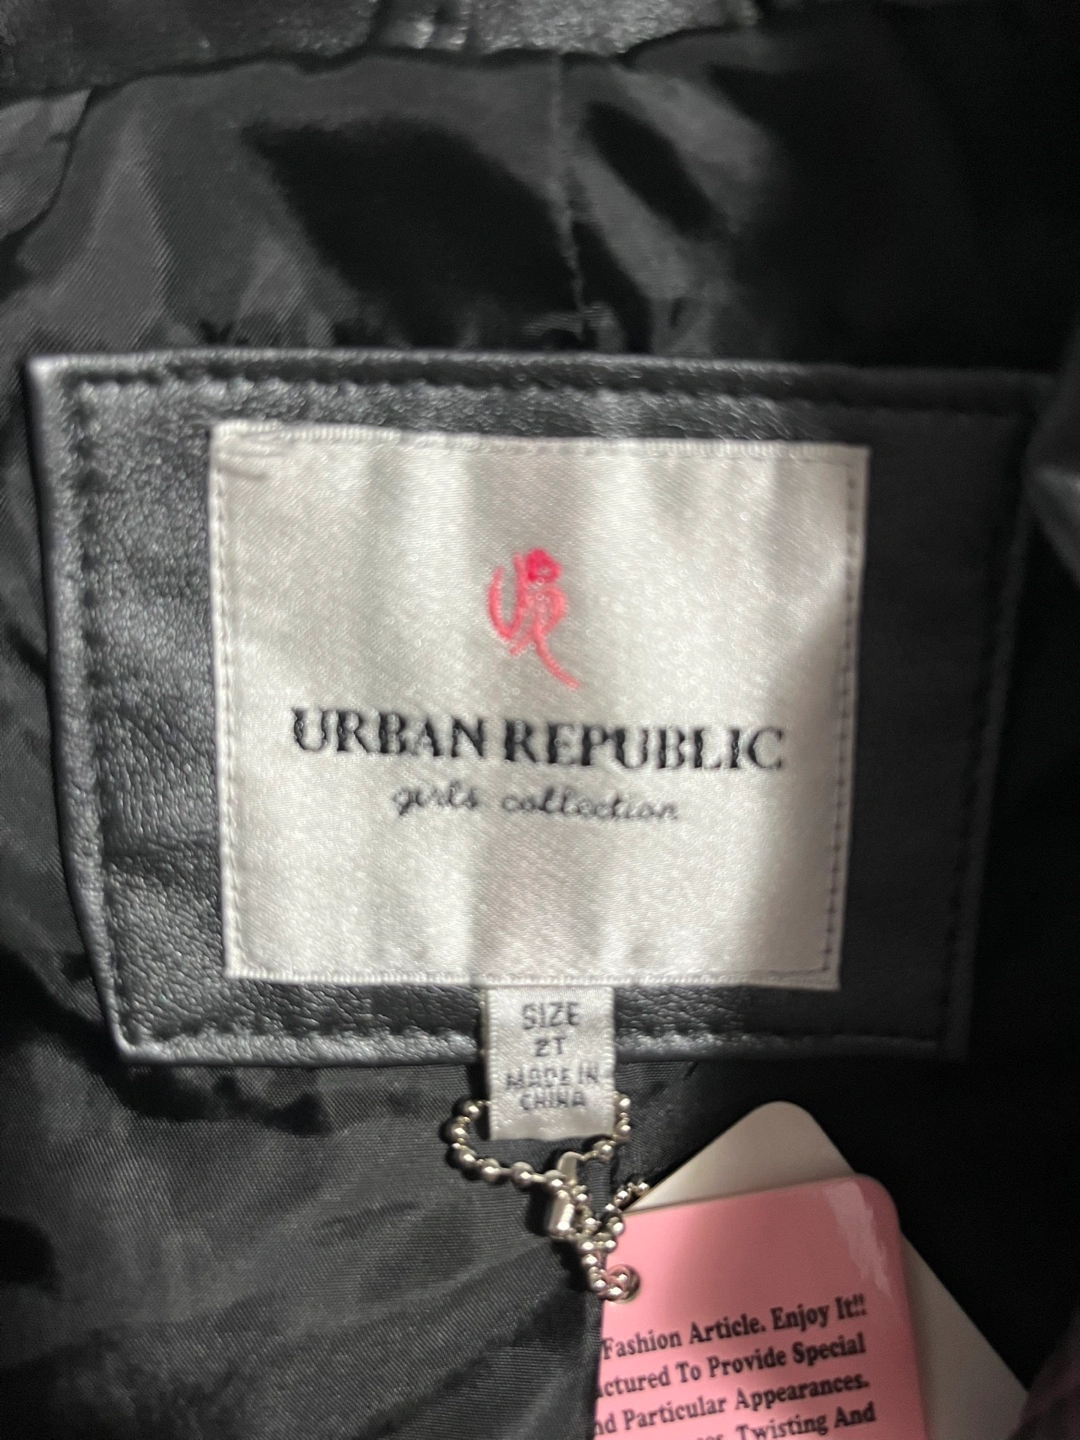 UR
URBAN REPUBLIC
girls collection
SIZE
2T
MADE IN
CHINA
Fashion Article. Enjoy It!!
ctured To Provide Special
nd Particular Appearances.
Twisting And